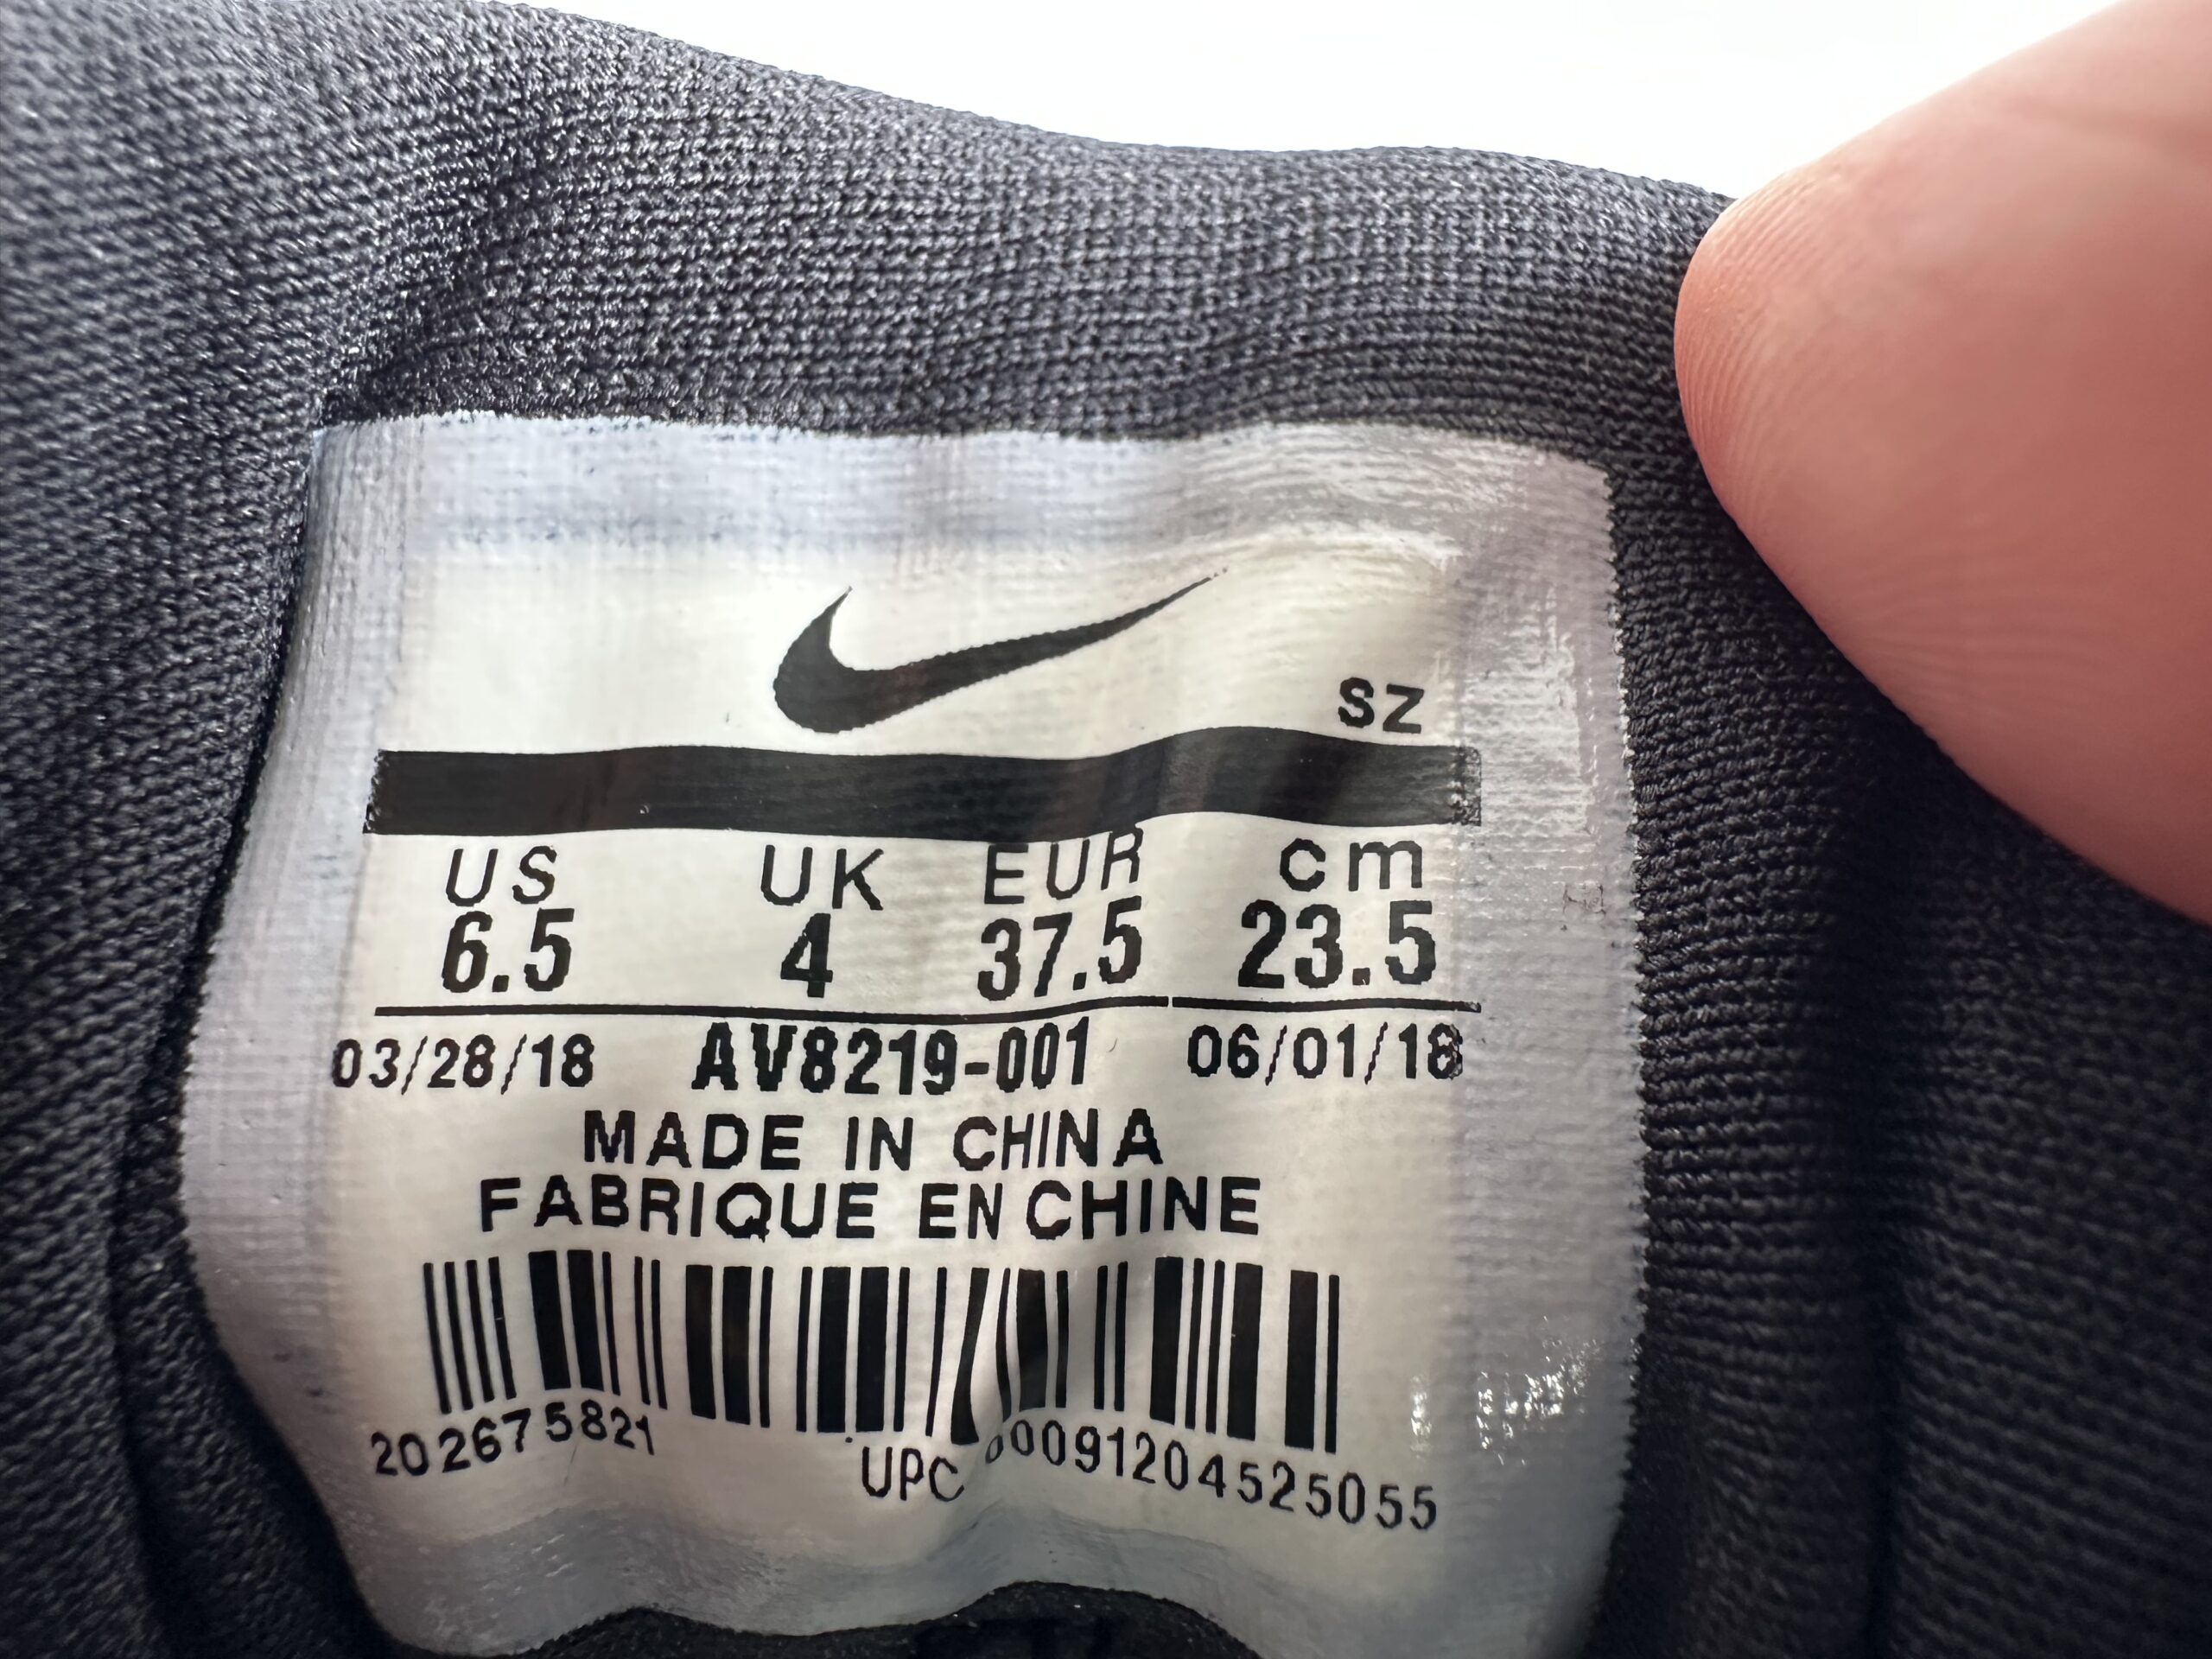 SZ
US UK EUR cm
6.5 4 37.5 23.5
03/28/18 AV8219-001 06/01/18
MADE IN CHINA
FABRIQUE EN CHINE
202675821 UPC 00091204525055